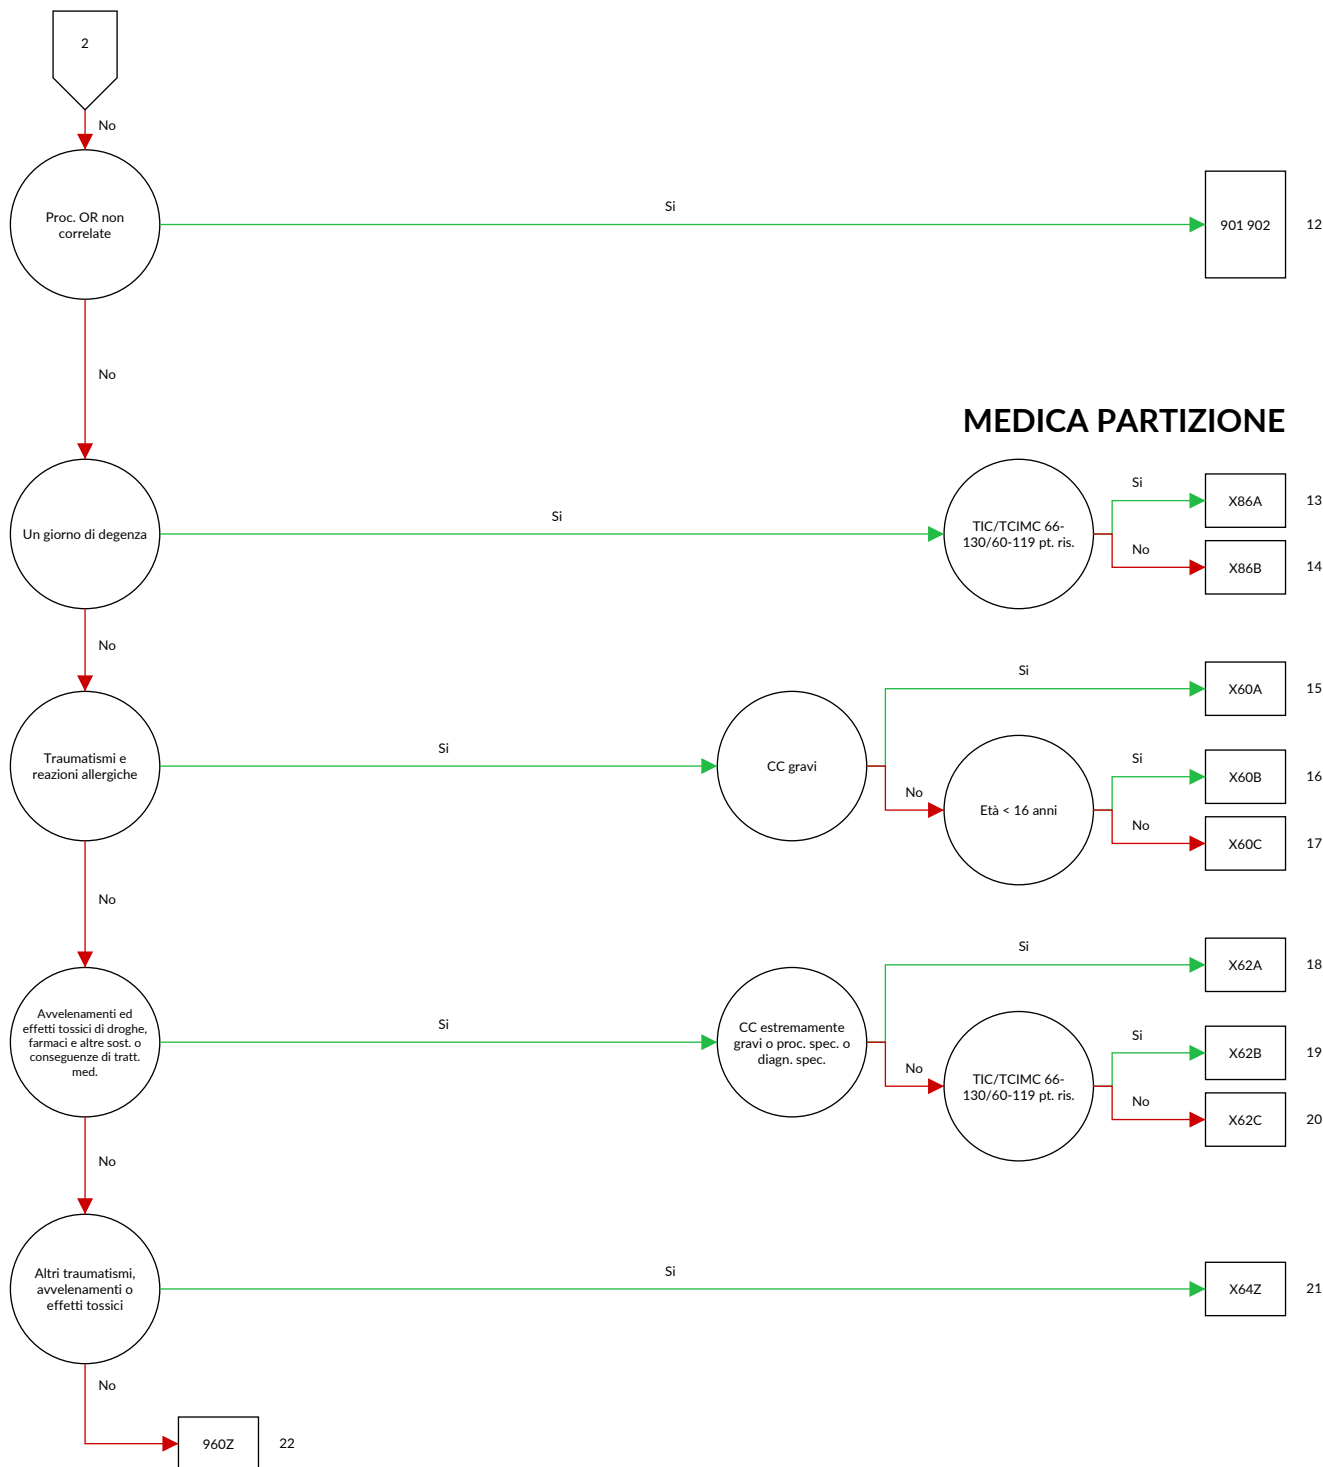 2
No
Proc. OR non
correlate
Si
901 902
12
No
MEDICA PARTIZIONE
Un giorno di degenza
Si
TIC/TCIMC 66-
130/60-119 pt. ris.
Si
X86A
13
No
X86B
14
No
Traumatismi e
reazioni allergiche
Si
CC gravi
Si
X60A
15
No
Età < 16 anni
Si
X60B
16
No
X60C
17
No
Avvelenamenti ed
effetti tossici di droghe,
farmaci e altre sost. o
conseguenze di tratt.
med.
Si
CC estremamente
gravi o proc. spec. o
diagn. spec.
Si
X62A
18
No
TIC/TCIMC 66-
130/60-119 pt. ris.
Si
X62B
19
No
X62C
20
No
Altri traumatismi,
avvelenamenti o
effetti tossici
Si
X64Z
21
No
960Z
22